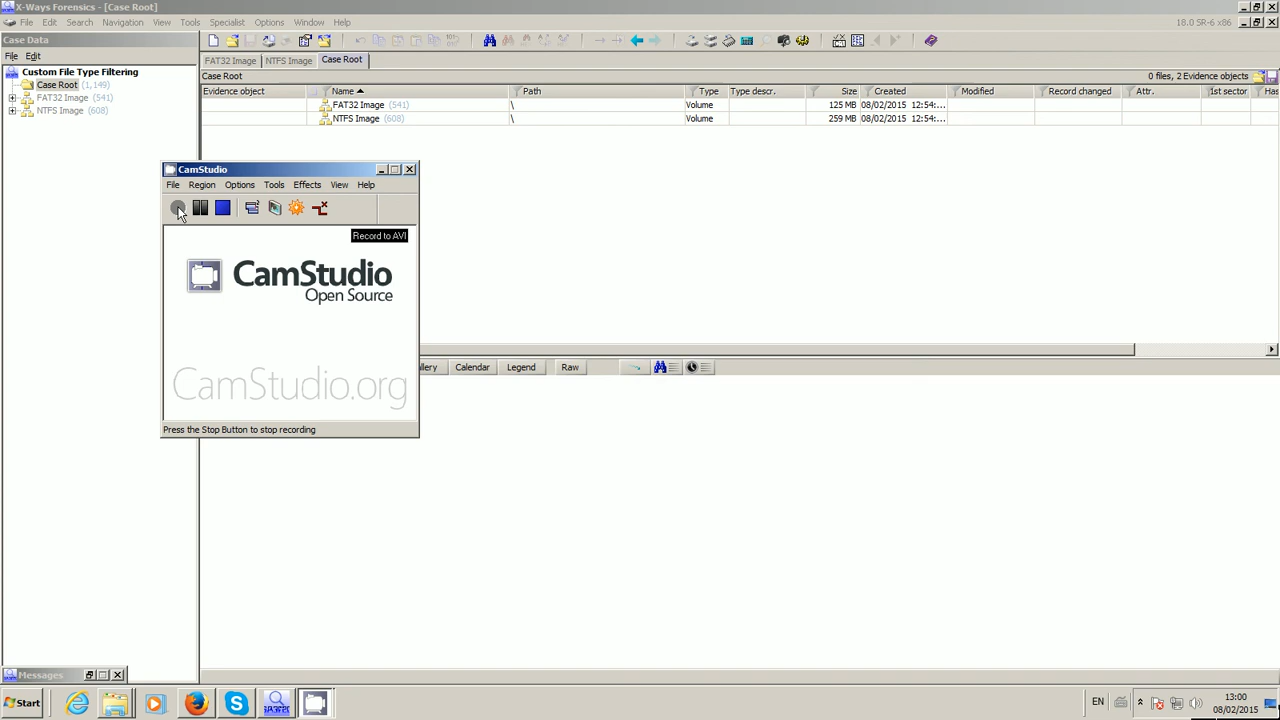 X-Ways Forensics - [Case Root]
File Edit Search Navigation View Tools Specialist Options Window Help 18.0 SR-6 x86
Case Data
File Edit
Custom File Type Filtering
Case Root (1,149)
FAT32 Image (541)
NTFS Image (608)
FAT32 Image NTFS Image Case Root
Case Root 0 files, 2 Evidence objects
Evidence object Name Path Type Type descr. Size Created Modified Record changed Attr. 1st sector Has
FAT32 Image (541) \ Volume 125 MB 08/02/2015 12:54:...
NTFS Image (608) \ Volume 259 MB 08/02/2015 12:54:...
CamStudio
File Region Options Tools Effects View Help
Record to AVI
CamStudio
Open Source
CamStudio.org
Press the Stop Button to stop recording
llery Calendar Legend Raw
Messages
Start EN 13:00
08/02/2015